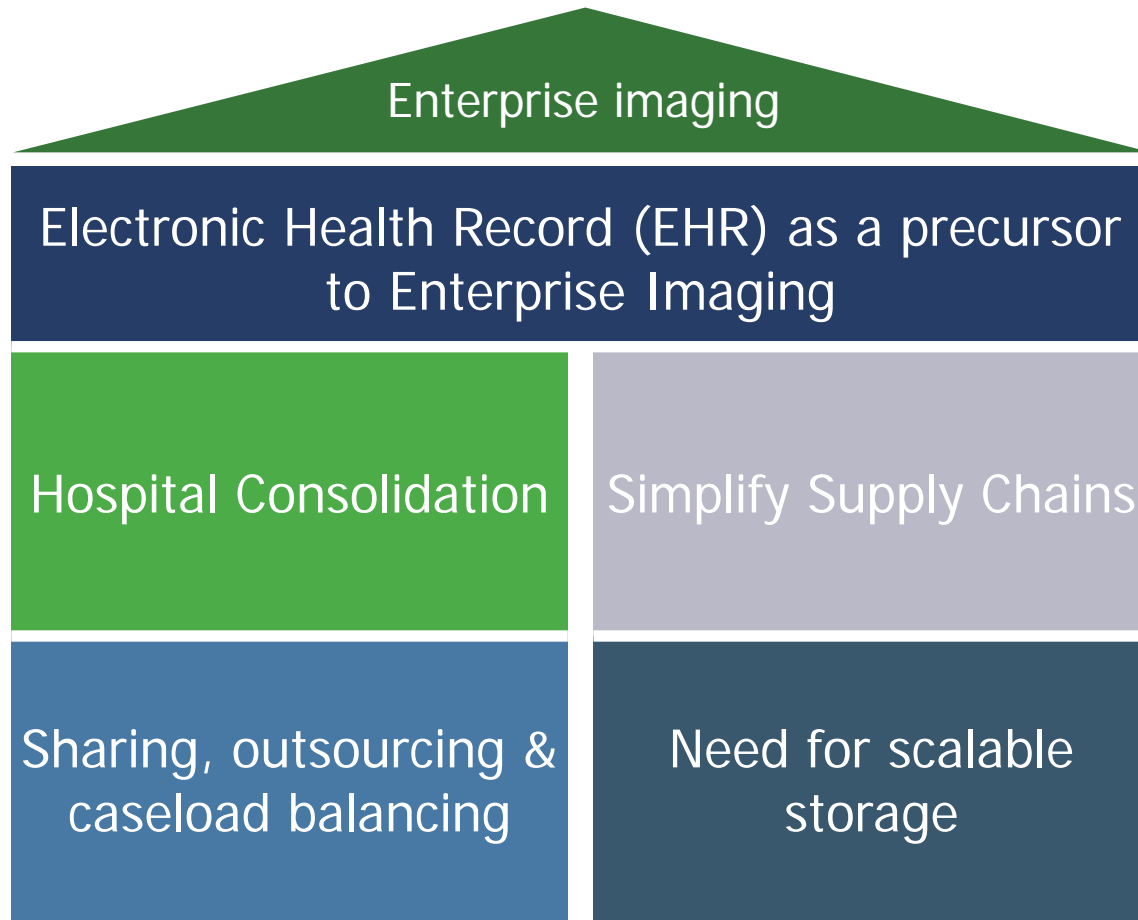 Enterprise imaging
Electronic Health Record (EHR) as a precursor
to Enterprise Imaging
Hospital Consolidation
Simplify Supply Chains
Sharing, outsourcing &
caseload balancing
Need for scalable
storage